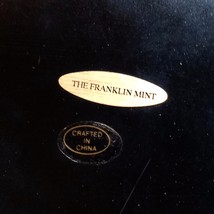 THE FRANKLIN MINT
CRAFTED
IN
CHINA